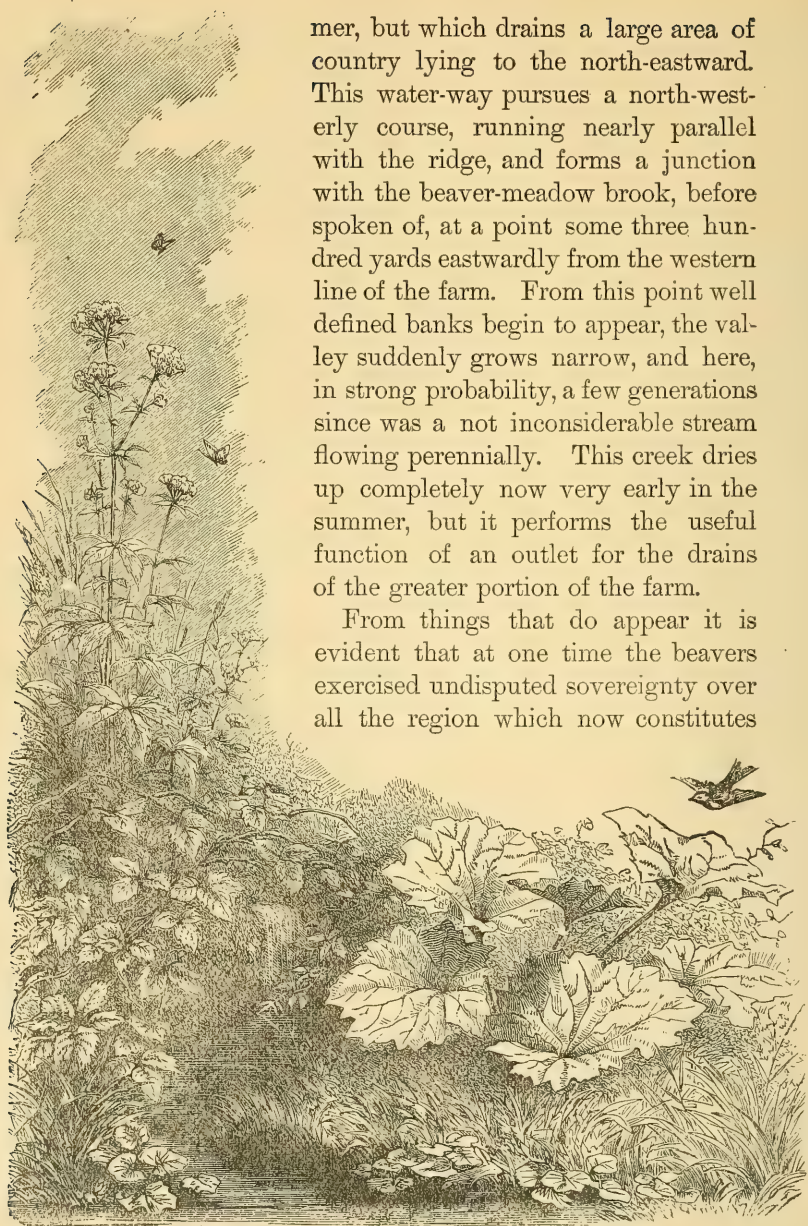 mer, but which drains a large area of
country lying to the north-eastward.
This water-way pursues a north-west-
erly course, running nearly parallel
with the ridge, and forms a junction
with the beaver-meadow brook, before
spoken of, at a point some three hun-
dred yards eastwardly from the western
line of the farm. From this point well
defined banks begin to appear, the val-
ley suddenly grows narrow, and here,
in strong probability, a few generations
since was a not inconsiderable stream
flowing perennially. This creek dries
up completely now very early in the
summer, but it performs the useful
function of an outlet for the drains
of the greater portion of the farm.
From things that do appear it is
evident that at one time the beavers
exercised undisputed sovereignty over
all the region which now constitutes